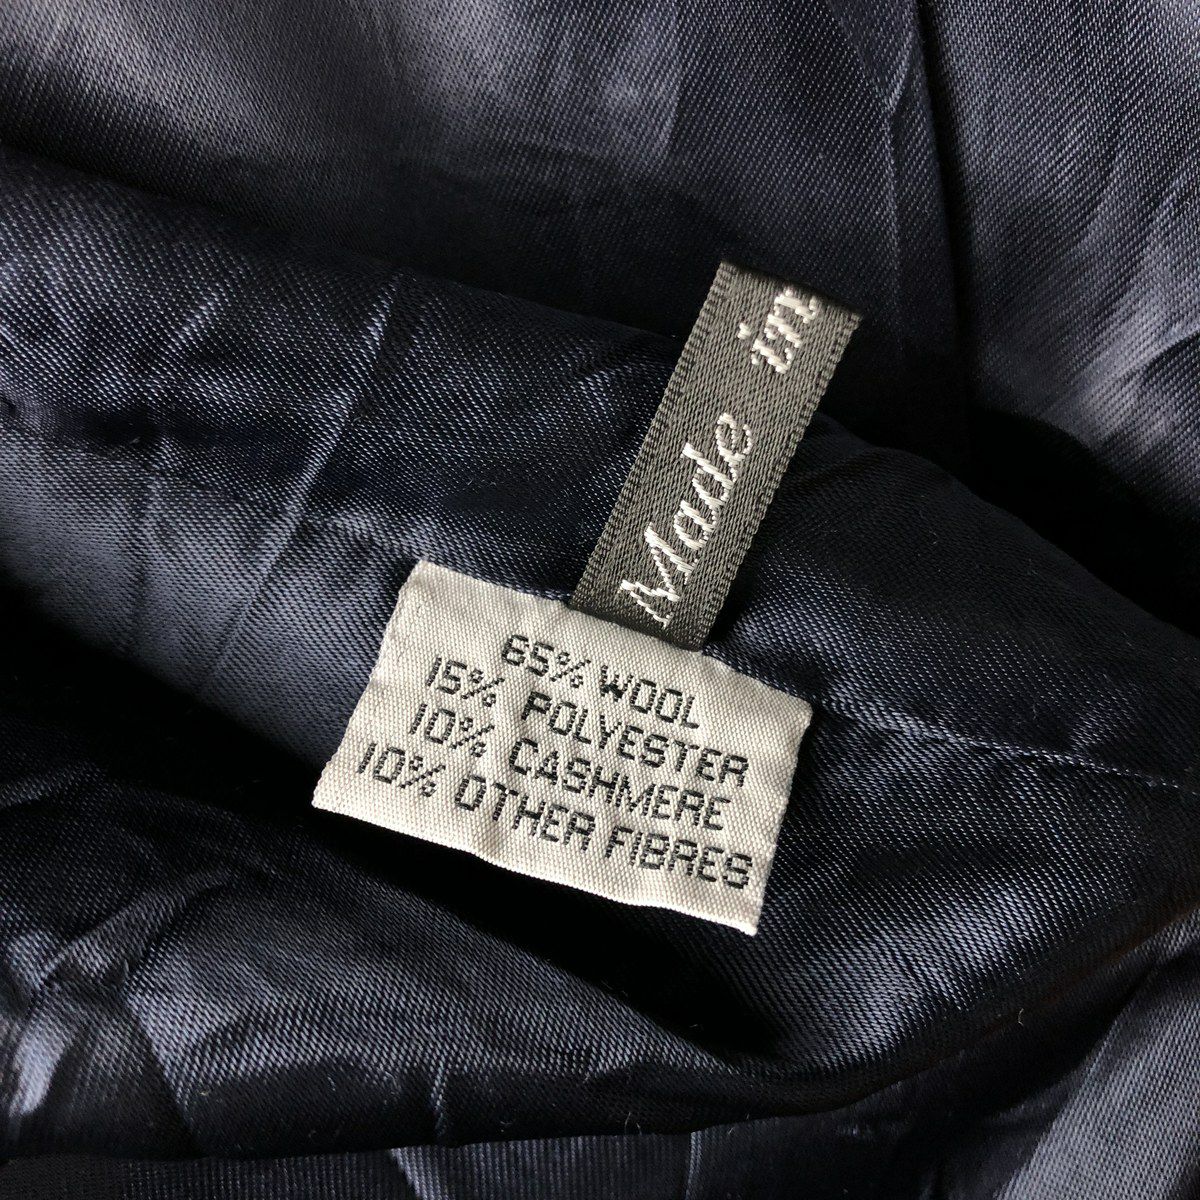 Made in
65% WOOL
15% POLYESTER
10% CASHMERE
10% OTHER FIBRES